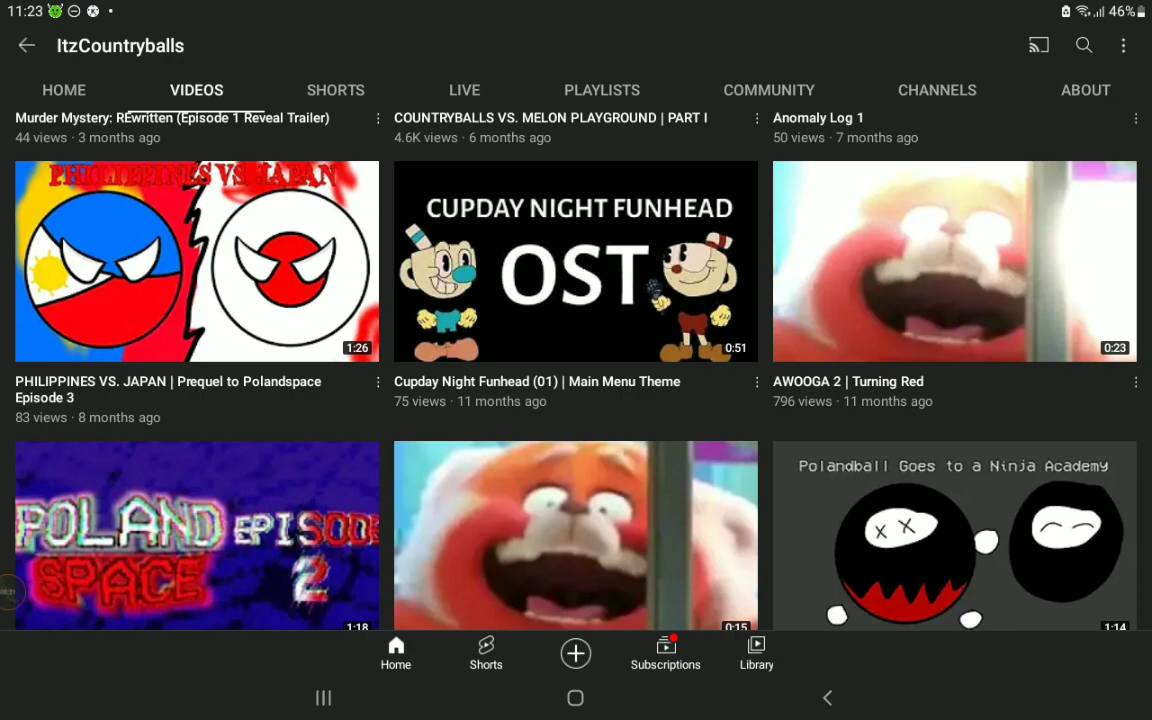 11:23 46%
ItzCountryballs
HOME VIDEOS SHORTS LIVE PLAYLISTS COMMUNITY CHANNELS ABOUT
Murder Mystery: REwritten (Episode 1 Reveal Trailer)
44 views · 3 months ago
COUNTRYBALLS VS. MELON PLAYGROUND | PART I
4.6K views · 6 months ago
Anomaly Log 1
50 views · 7 months ago
PHILIPPINES VS. JAPAN
1:26
PHILIPPINES VS. JAPAN | Prequel to Polandspace
Episode 3
83 views · 8 months ago
CUPDAY NIGHT FUNHEAD
OST
0:51
Cupday Night Funhead (01) | Main Menu Theme
75 views · 11 months ago
0:23
AWOOGA 2 | Turning Red
796 views · 11 months ago
POLAND EPISODE
SPACE 2
1:18
0:15
Polandball Goes to a Ninja Academy
1:14
00:21
Home Shorts Subscriptions Library